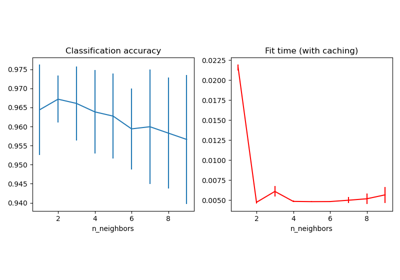 Classification accuracy
0.975
0.970
0.965
0.960
0.955
0.950
0.945
0.940
2 4 6 8
n_neighbors
Fit time (with caching)
0.0225
0.0200
0.0175
0.0150
0.0125
0.0100
0.0075
0.0050
2 4 6 8
n_neighbors